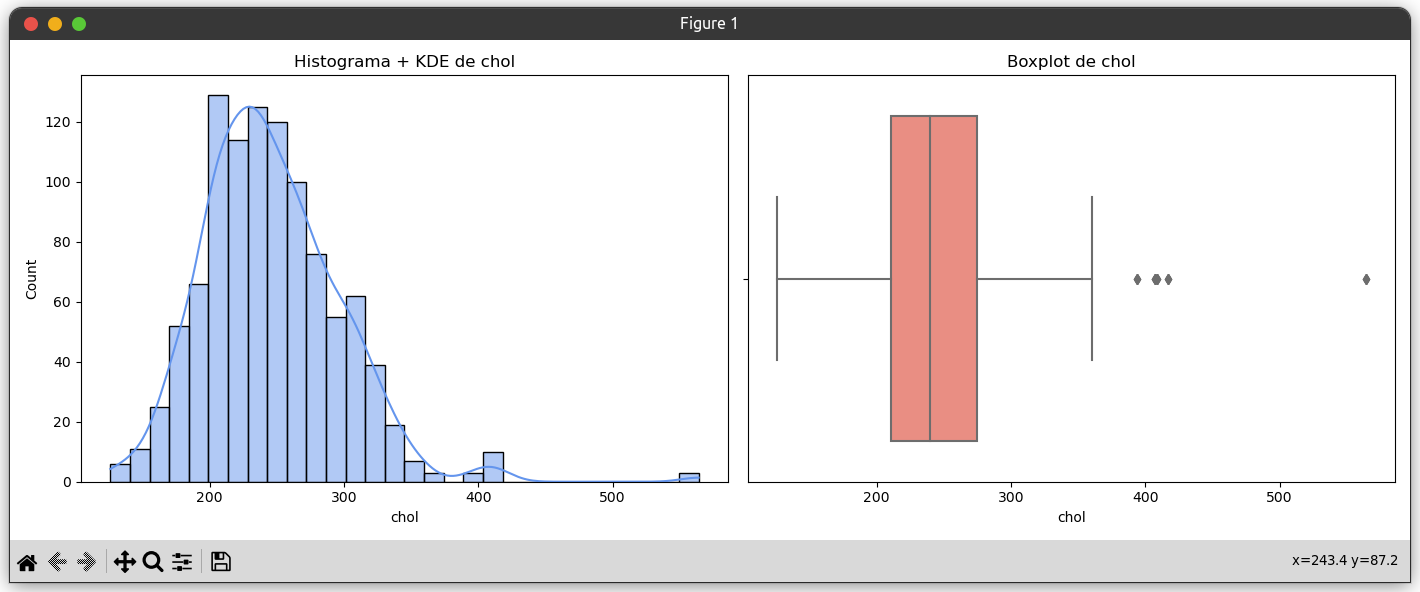 Figure 1
Histograma + KDE de chol
Count
120
100
80
60
40
20
0
200 300 400 500
chol
Boxplot de chol
200 300 400 500
chol
x=243.4 y=87.2